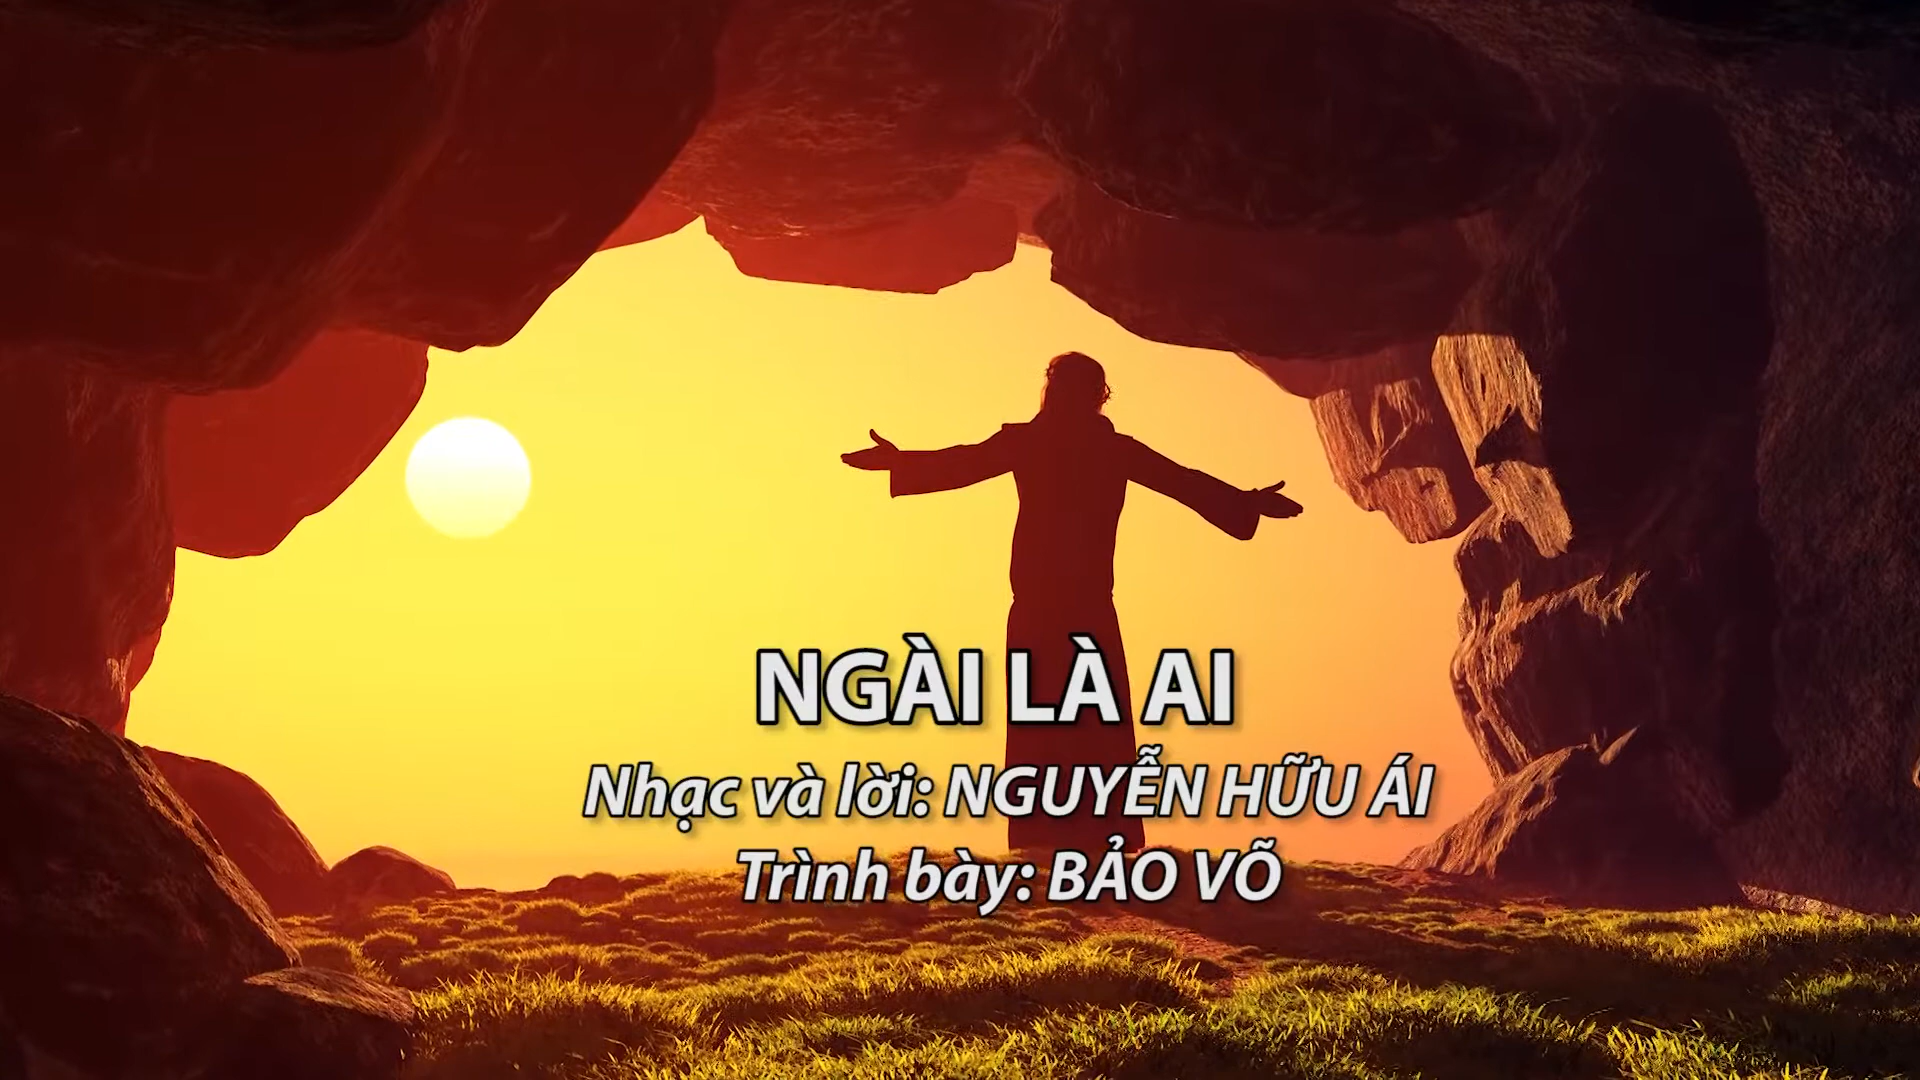 NGÀI LÀ AI
Nhạc và lời: NGUYỄN HỮU ÁI
Trình bày: BẢO VÕ